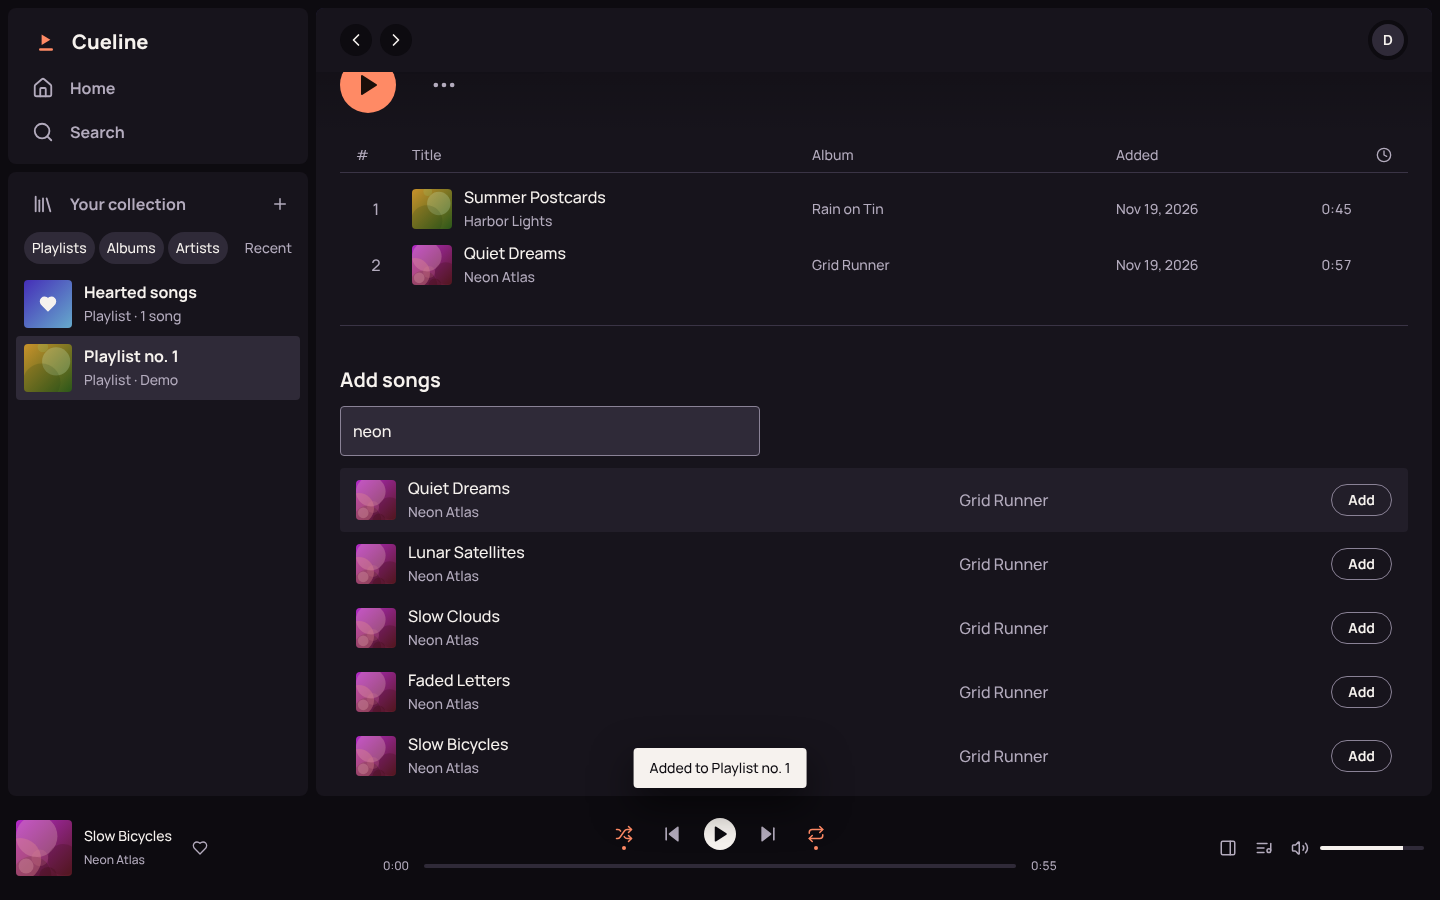 Cueline
Home
Search
Your collection
Playlists Albums Artists Recent
Hearted songs
Playlist · 1 song
Playlist no. 1
Playlist · Demo
D
# Title Album Added
1 Summer Postcards Rain on Tin Nov 19, 2026 0:45
Harbor Lights
2 Quiet Dreams Grid Runner Nov 19, 2026 0:57
Neon Atlas
Add songs
neon
Quiet Dreams Grid Runner Add
Neon Atlas
Lunar Satellites Grid Runner Add
Neon Atlas
Slow Clouds Grid Runner Add
Neon Atlas
Faded Letters Grid Runner Add
Neon Atlas
Slow Bicycles Grid Runner Add
Neon Atlas
Added to Playlist no. 1
Slow Bicycles
Neon Atlas
0:00 0:55